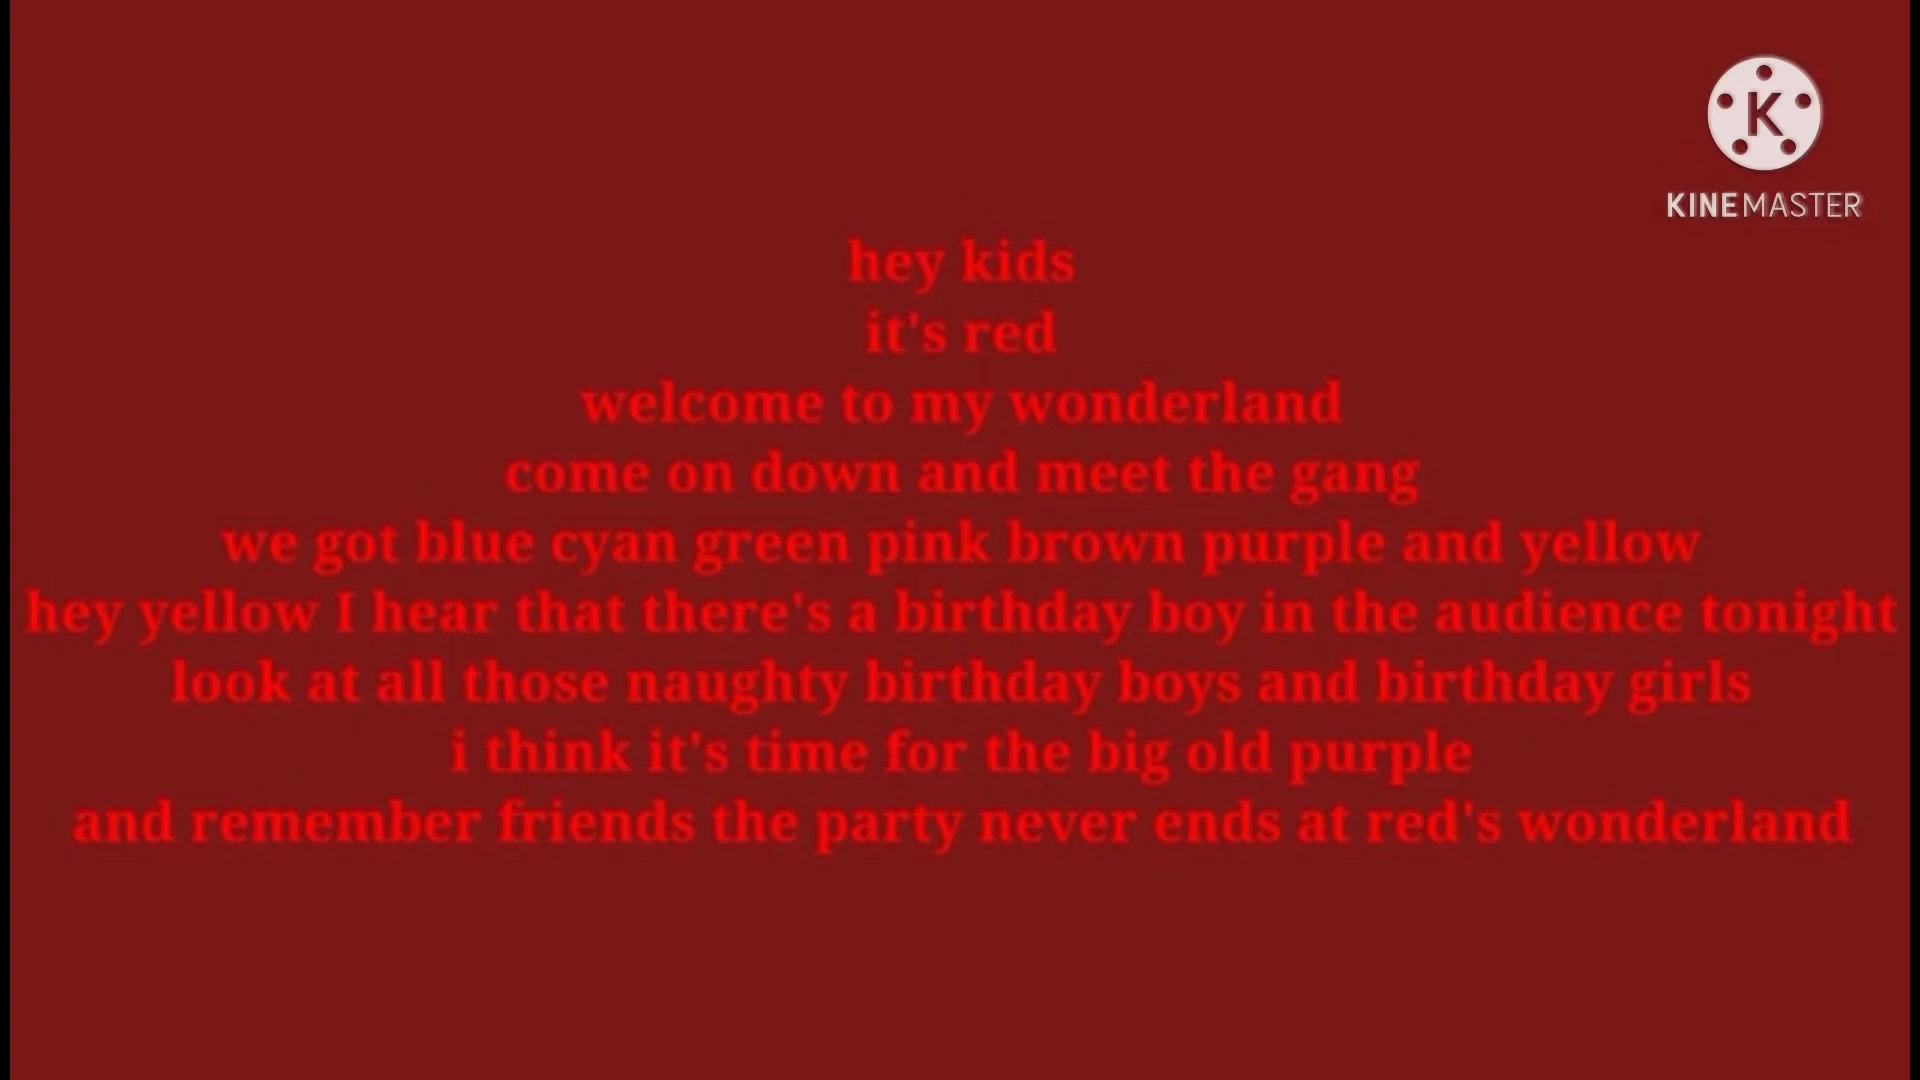 K
KINEMASTER
hey kids
it's red
welcome to my wonderland
come on down and meet the gang
we got blue cyan green pink brown purple and yellow
hey yellow I hear that there's a birthday boy in the audience tonight
look at all those naughty birthday boys and birthday girls
i think it's time for the big old purple
and remember friends the party never ends at red's wonderland